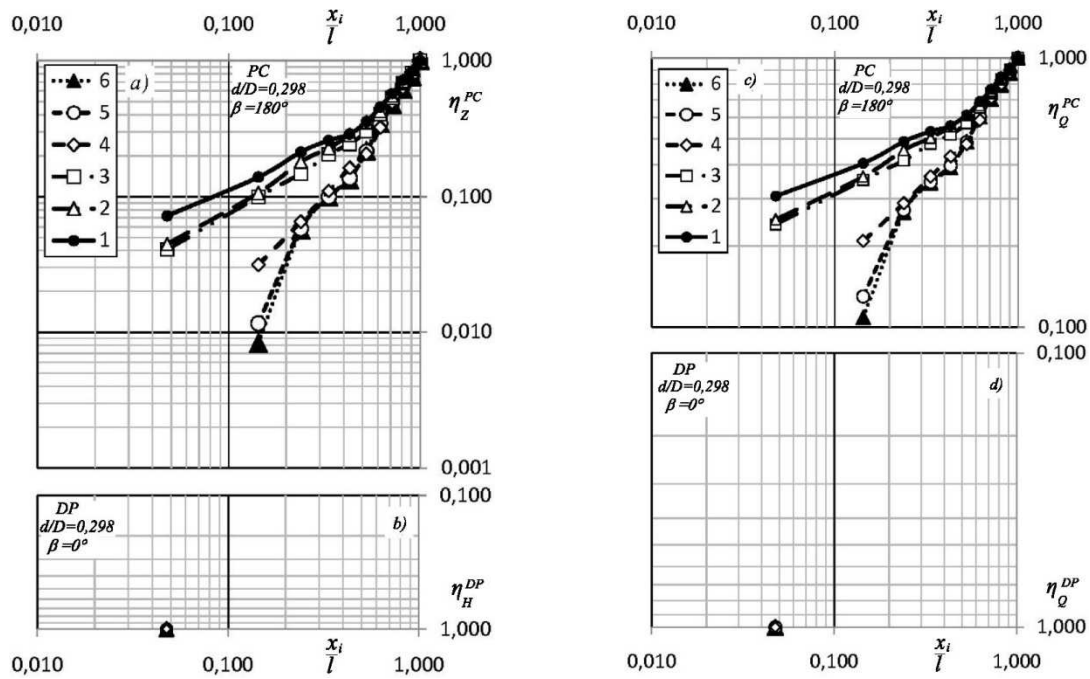 0,010 0,100 x_i/l 1,000
6
5
4
3
2
1
a)
PC
d/D=0,298
β=180°
1,000
η_Z^PC
0,100
0,010
0,001
DP
d/D=0,298
β=0°
b)
0,100
η_H^DP
1,000
0,010 0,100 x_i/l 1,000
0,010 0,100 x_i/l 1,000
6
5
4
3
2
1
c)
PC
d/D=0,298
β=180°
1,000
η_Q^PC
0,100
DP
d/D=0,298
β=0°
d)
0,100
η_Q^DP
1,000
0,010 0,100 x_i/l 1,000